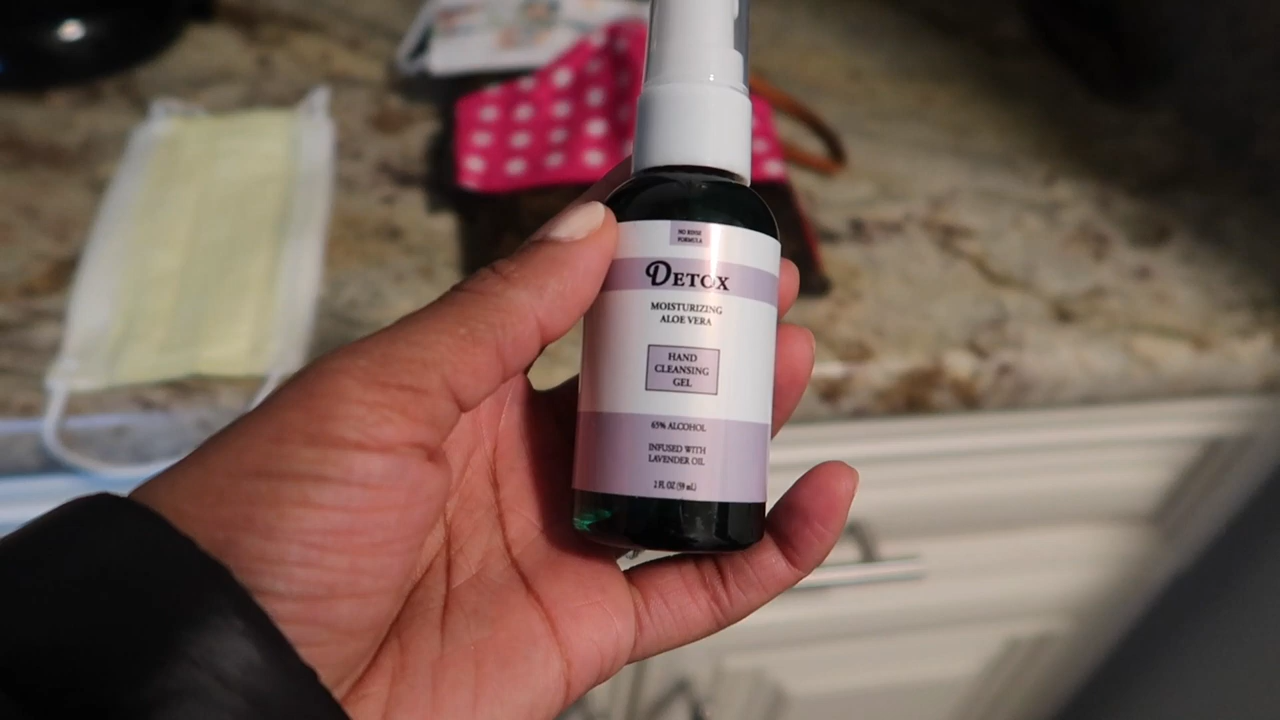 NO RINSE
FORMULA
DETOX
MOISTURIZING
ALOE VERA
HAND
CLEANSING
GEL
65% ALCOHOL
INFUSED WITH
LAVENDER OIL
2 FL OZ (59 mL)